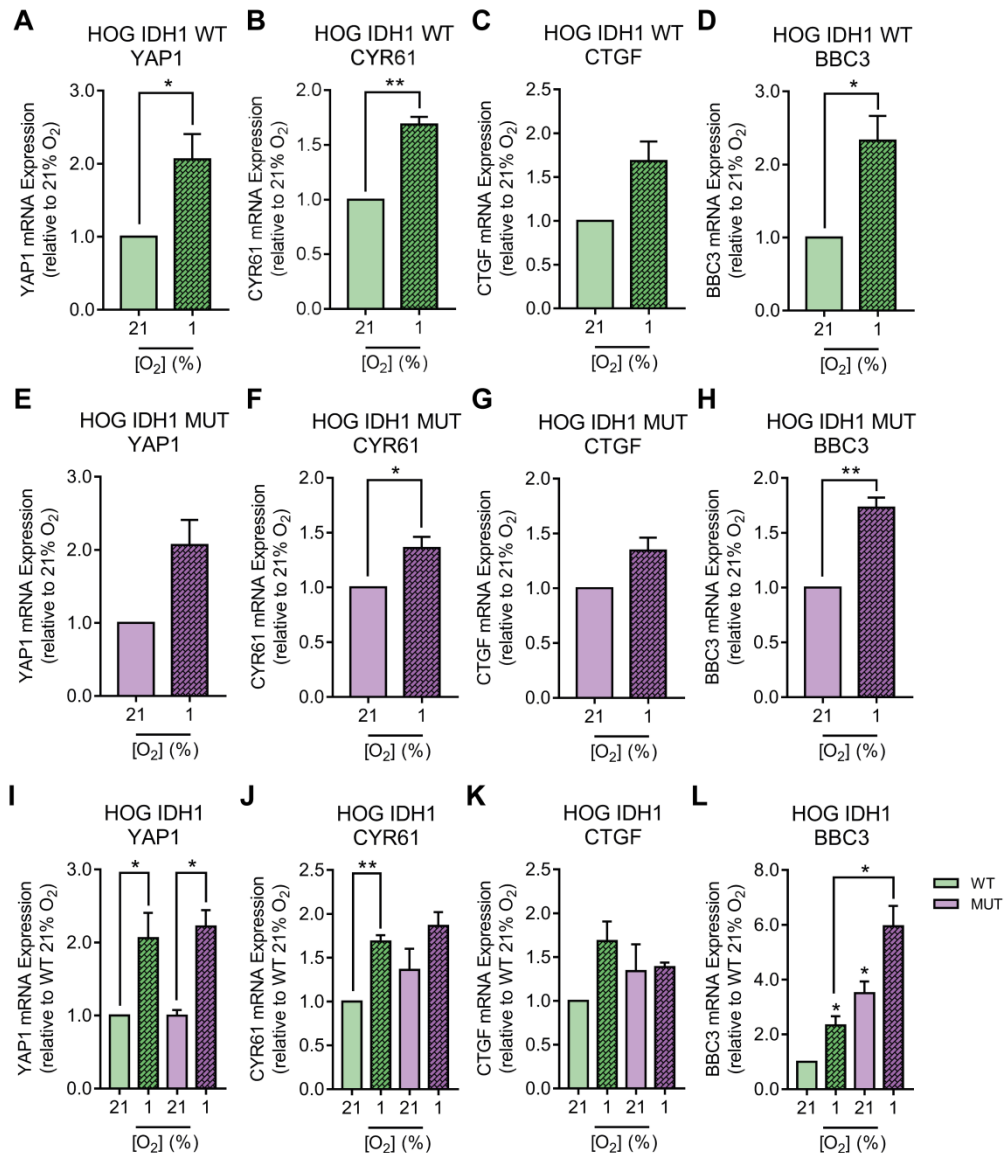 A
HOG IDH1 WT
YAP1
YAP1 mRNA Expression
(relative to 21% O₂)
3.0
2.0
1.0
0.0
*
21 1
[O₂] (%)
B
HOG IDH1 WT
CYR61
CYR61 mRNA Expression
(relative to 21% O₂)
2.0
1.5
1.0
0.5
0.0
**
21 1
[O₂] (%)
C
HOG IDH1 WT
CTGF
CTGF mRNA Expression
(relative to 21% O₂)
2.5
2.0
1.5
1.0
0.5
0.0
21 1
[O₂] (%)
D
HOG IDH1 WT
BBC3
BBC3 mRNA Expression
(relative to 21% O₂)
3.0
2.0
1.0
0.0
*
21 1
[O₂] (%)
E
HOG IDH1 MUT
YAP1
YAP1 mRNA Expression
(relative to 21% O₂)
3.0
2.0
1.0
0.0
21 1
[O₂] (%)
F
HOG IDH1 MUT
CYR61
CYR61 mRNA Expression
(relative to 21% O₂)
2.0
1.5
1.0
0.5
0.0
*
21 1
[O₂] (%)
G
HOG IDH1 MUT
CTGF
CTGF mRNA Expression
(relative to 21% O₂)
2.0
1.5
1.0
0.5
0.0
21 1
[O₂] (%)
H
HOG IDH1 MUT
BBC3
BBC3 mRNA Expression
(relative to 21% O₂)
2.0
1.5
1.0
0.5
0.0
**
21 1
[O₂] (%)
I
HOG IDH1
YAP1
YAP1 mRNA Expression
(relative to WT 21% O₂)
3.0
2.0
1.0
0.0
* *
21 1 21 1
[O₂] (%)
J
HOG IDH1
CYR61
CYR61 mRNA Expression
(relative to WT 21% O₂)
2.5
2.0
1.5
1.0
0.5
0.0
**
21 1 21 1
[O₂] (%)
K
HOG IDH1
CTGF
CTGF mRNA Expression
(relative to WT 21% O₂)
2.5
2.0
1.5
1.0
0.5
0.0
21 1 21 1
[O₂] (%)
L
HOG IDH1
BBC3
BBC3 mRNA Expression
(relative to WT 21% O₂)
8.0
6.0
4.0
2.0
0.0
*
*
*
21 1 21 1
[O₂] (%)
WT
MUT